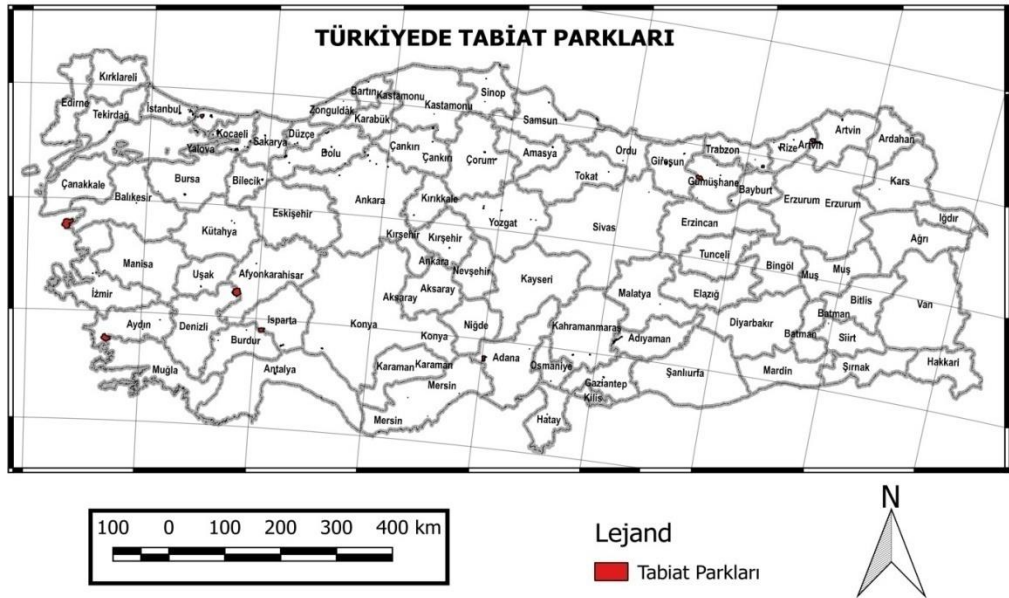 TÜRKİYEDE TABİAT PARKLARI
Kırklareli
Edirne
Tekirdağ
İstanbul
Kocaeli
Yalova
Sakarya
Düzce
Zonguldak
Bartın
Kastamonu
Kastamonu
Karabük
Sinop
Samsun
Bolu
Çankırı
Çankırı
Çorum
Amasya
Tokat
Ordu
Giresun
Trabzon
Gümüşhane
Bayburt
Rize
Artvin
Artvin
Ardahan
Kars
Iğdır
Ağrı
Erzurum
Erzurum
Erzincan
Çanakkale
Balıkesir
Bursa
Bilecik
Eskişehir
Ankara
Kırıkkale
Yozgat
Sivas
Kütahya
Kırşehir
Kırşehir
Ankara
Nevşehir
Kayseri
Tunceli
Bingöl
Muş
Muş
Manisa
Uşak
Afyonkarahisar
Aksaray
Aksaray
Malatya
Elazığ
Bitlis
Van
İzmir
Aydın
Denizli
Isparta
Burdur
Konya
Konya
Niğde
Kahramanmaraş
Adıyaman
Diyarbakır
Batman
Batman
Siirt
Şırnak
Hakkari
Muğla
Antalya
Karaman
Karaman
Mersin
Mersin
Adana
Osmaniye
Gaziantep
Kilis
Hatay
Şanlıurfa
Mardin
100 0 100 200 300 400 km
Lejand
Tabiat Parkları
N